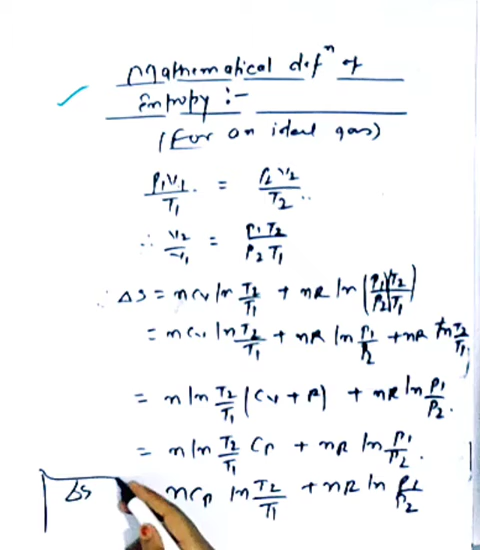 Mathematical defn of
Entropy :-
(For an ideal gas)
P1V1/T1 = P2V2/T2
∴ V2/V1 = P1T2/P2T1
∴ ΔS = nCv ln T2/T1 + nR ln (P1T2/P2T1)
= nCv ln T2/T1 + nR ln P1/P2 + nR ln T2/T1
= n ln T2/T1 (Cv + R) + nR ln P1/P2.
= n ln T2/T1 Cp + nR ln P1/P2.
ΔS nCp ln T2/T1 + nR ln P1/P2